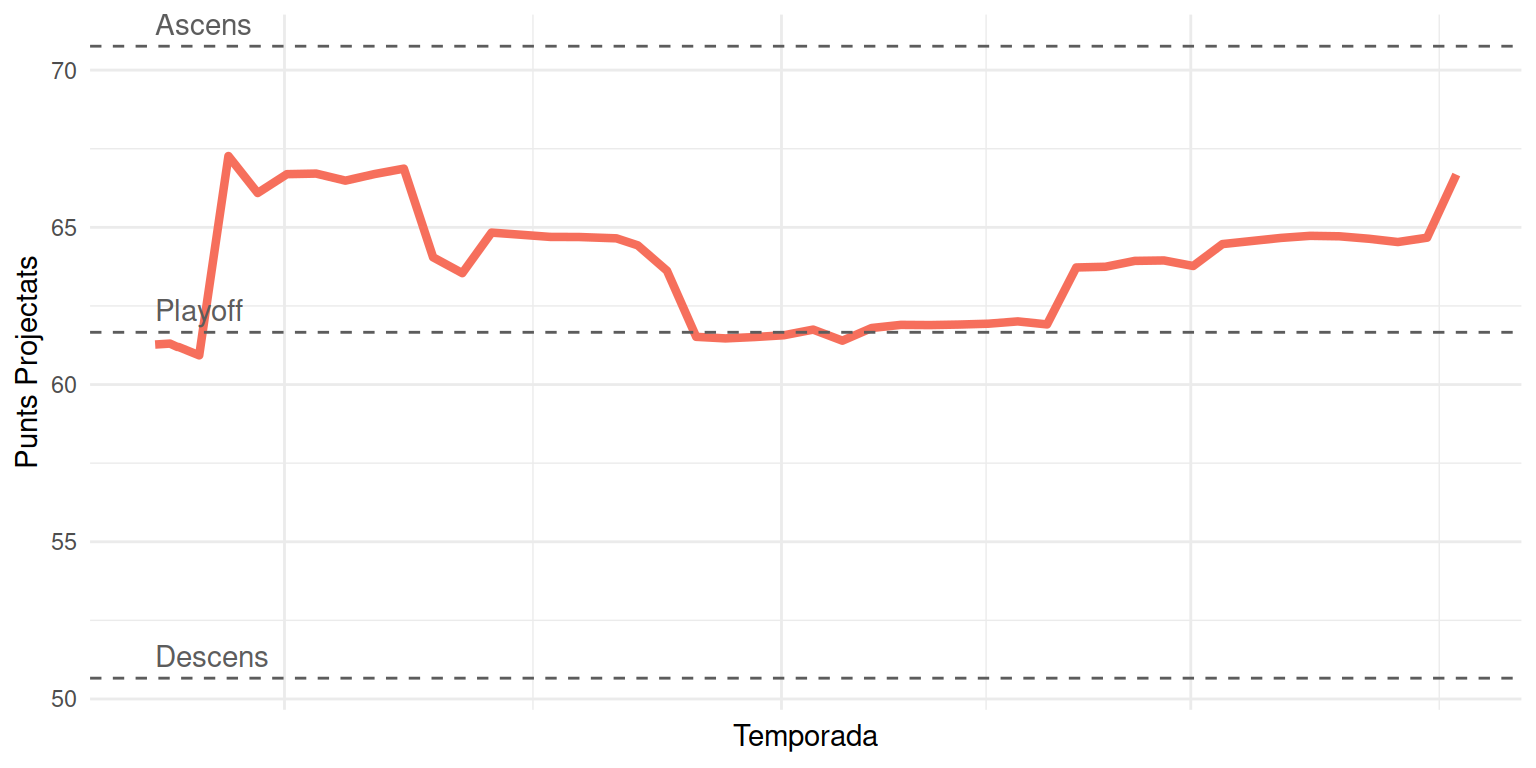 Ascens
70
65
Playoff
60
55
Descens
50
Punts Projectats
Temporada